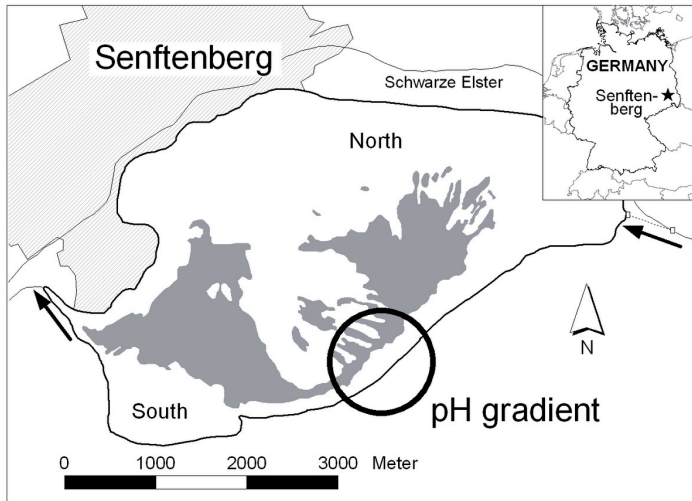 Senftenberg
Schwarze Elster
GERMANY
Senften-
berg
North
N
South
pH gradient
0 1000 2000 3000 Meter